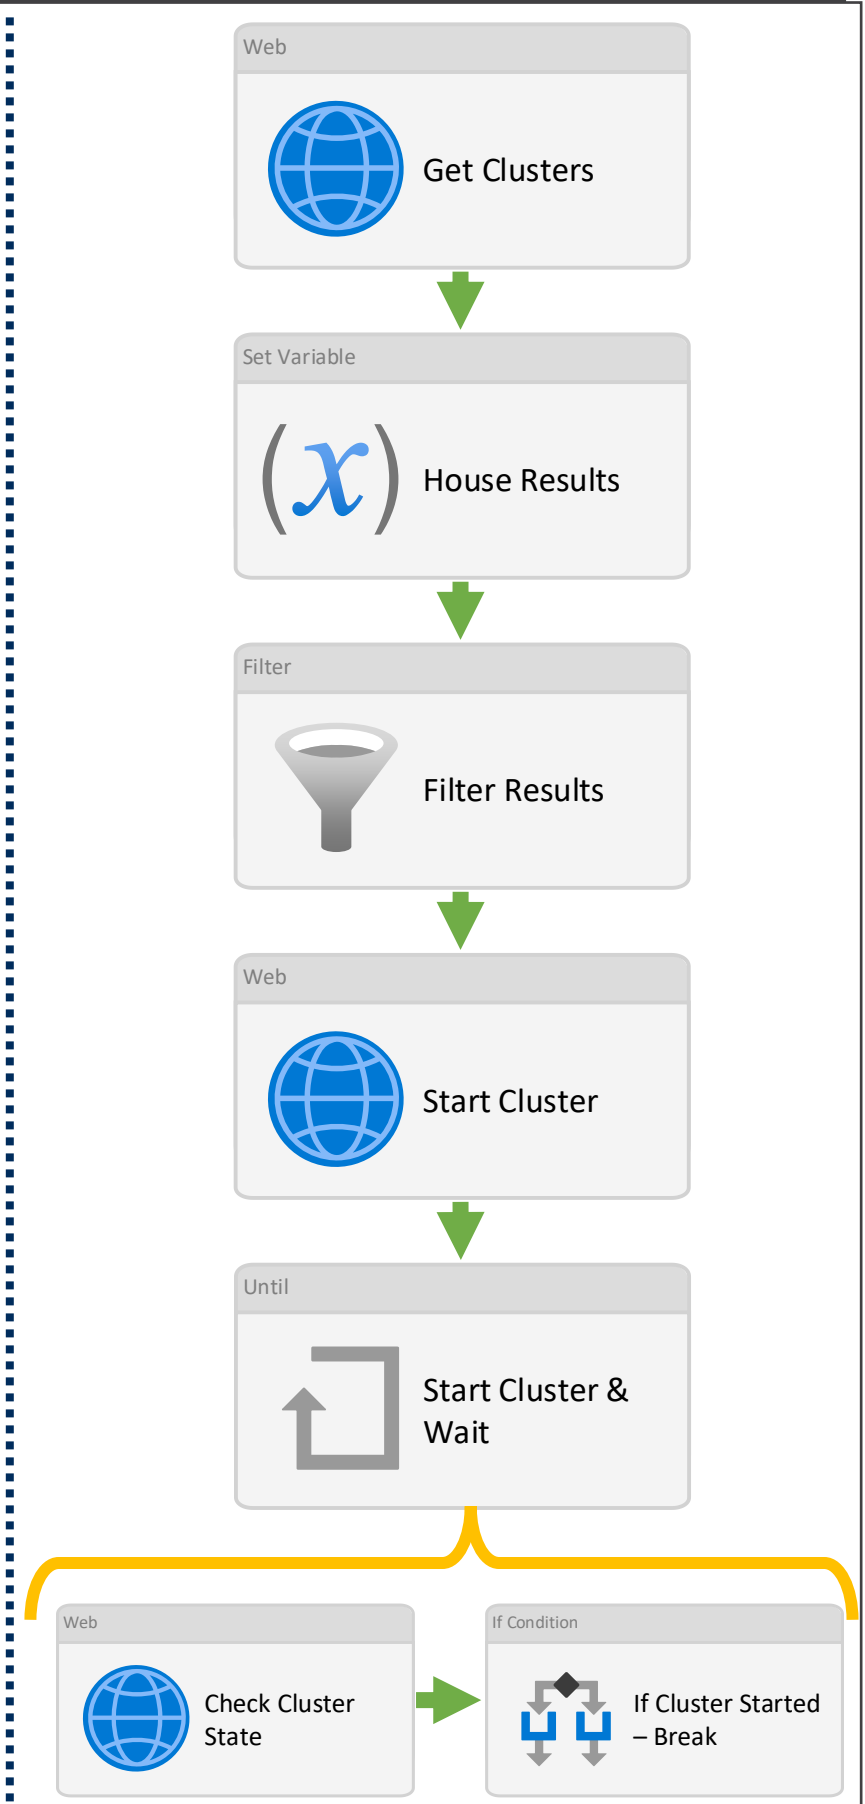 Web
Get Clusters
Set Variable
(x)
House Results
Filter
Filter Results
Web
Start Cluster
Until
Start Cluster &
Wait
Web
Check Cluster
State
If Condition
If Cluster Started
– Break